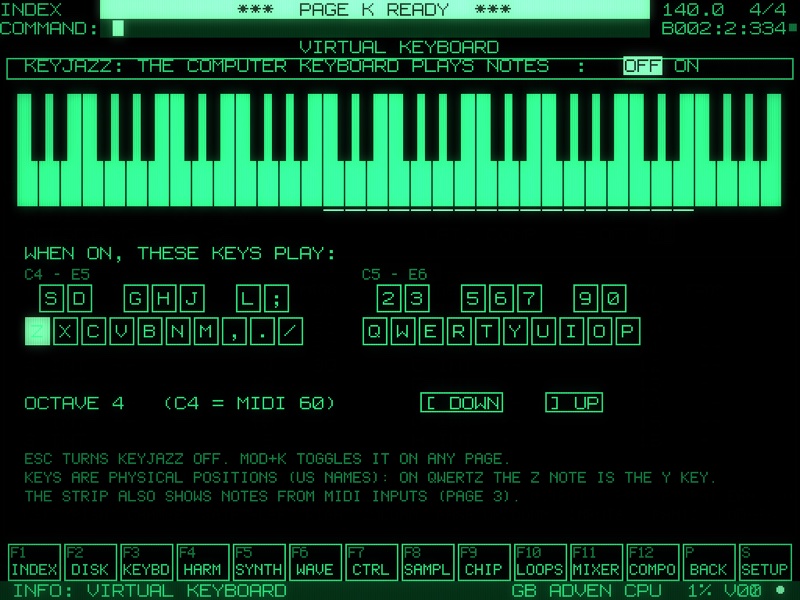 INDEX *** PAGE K READY *** 140.0 4/4
COMMAND: B002:2:334
VIRTUAL KEYBOARD
KEYJAZZ: THE COMPUTER KEYBOARD PLAYS NOTES : OFF ON
WHEN ON, THESE KEYS PLAY:
C4 - E5 C5 - E6
S D G H J L ; 2 3 5 6 7 9 0
Z X C V B N M , . / Q W E R T Y U I O P
OCTAVE 4 (C4 = MIDI 60) [ DOWN ] UP
ESC TURNS KEYJAZZ OFF. MOD+K TOGGLES IT ON ANY PAGE.
KEYS ARE PHYSICAL POSITIONS (US NAMES): ON QWERTZ THE Z NOTE IS THE Y KEY.
THE STRIP ALSO SHOWS NOTES FROM MIDI INPUTS (PAGE 3).
F1 F2 F3 F4 F5 F6 F7 F8 F9 F10 F11 F12 P S
INDEX DISK KEYBD HARM SYNTH WAVE CTRL SAMPL CHIP LOOPS MIXER COMPO BACK SETUP
INFO: VIRTUAL KEYBOARD GB ADVEN CPU 1% V00